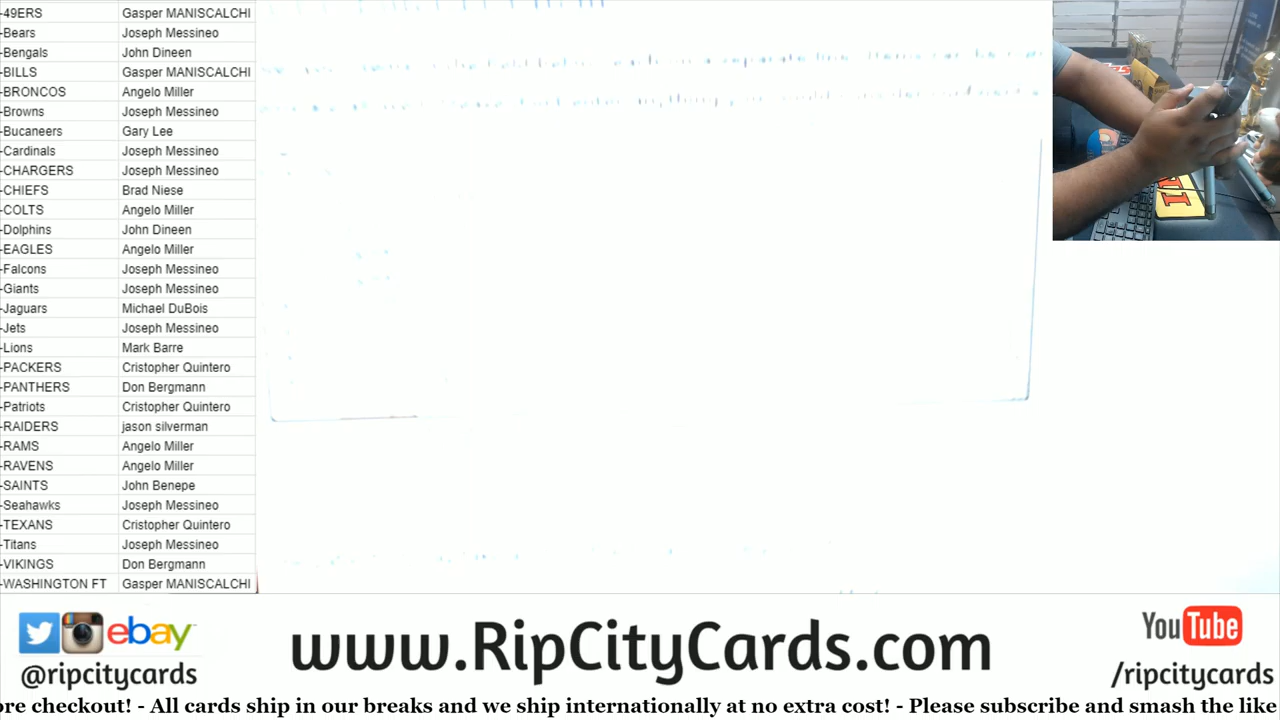 -49ERS Gasper MANISCALCHI
-Bears Joseph Messineo
-Bengals John Dineen
-BILLS Gasper MANISCALCHI
-BRONCOS Angelo Miller
-Browns Joseph Messineo
-Bucaneers Gary Lee
-Cardinals Joseph Messineo
-CHARGERS Joseph Messineo
-CHIEFS Brad Niese
-COLTS Angelo Miller
-Dolphins John Dineen
-EAGLES Angelo Miller
-Falcons Joseph Messineo
-Giants Joseph Messineo
-Jaguars Michael DuBois
-Jets Joseph Messineo
-Lions Mark Barre
-PACKERS Cristopher Quintero
-PANTHERS Don Bergmann
-Patriots Cristopher Quintero
-RAIDERS jason silverman
-RAMS Angelo Miller
-RAVENS Angelo Miller
-SAINTS John Benepe
-Seahawks Joseph Messineo
-TEXANS Cristopher Quintero
-Titans Joseph Messineo
-VIKINGS Don Bergmann
-WASHINGTON FT Gasper MANISCALCHI
ebay
@ripcitycards
www.RipCityCards.com
YouTube
/ripcitycards
ore checkout! - All cards ship in our breaks and we ship internationally at no extra cost! - Please subscribe and smash the like